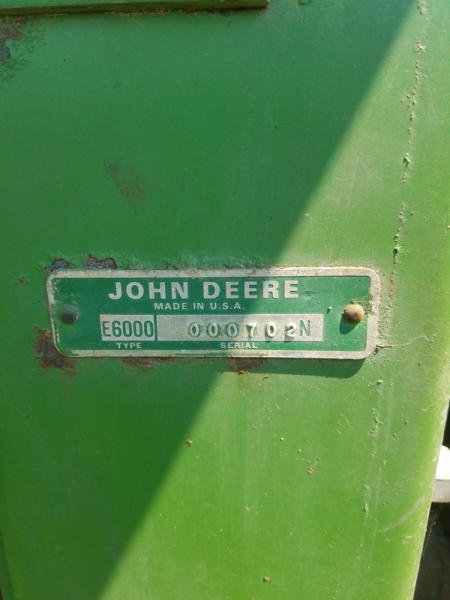 JOHN DEERE
MADE IN U.S.A.
E6000 000702N
TYPE SERIAL